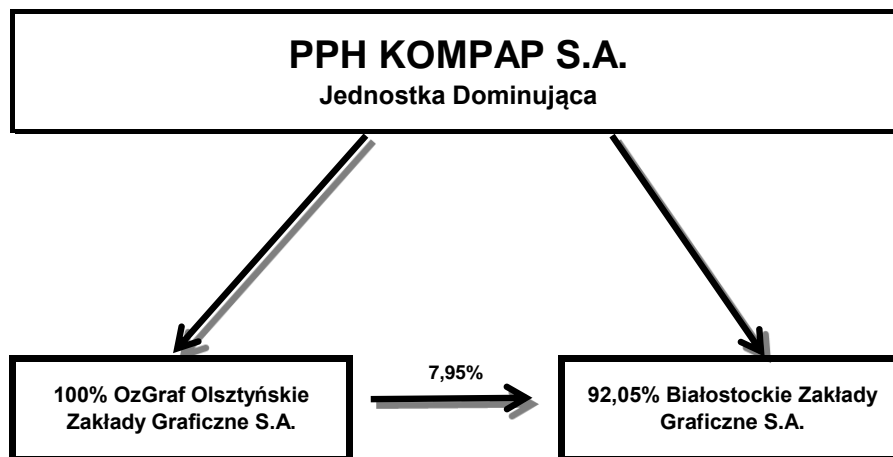 PPH KOMPAP S.A.
Jednostka Dominująca
7,95%
100% OzGraf Olsztyńskie
Zakłady Graficzne S.A.
92,05% Białostockie Zakłady
Graficzne S.A.